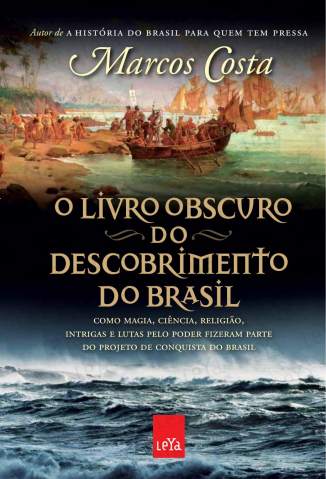 Autor de A HISTÓRIA DO BRASIL PARA QUEM TEM PRESSA
Marcos Costa
O LIVRO OBSCURO
DO
DESCOBRIMENTO
DO BRASIL
COMO MAGIA, CIÊNCIA, RELIGIÃO,
INTRIGAS E LUTAS PELO PODER FIZERAM PARTE
DO PROJETO DE CONQUISTA DO BRASIL
LeYa